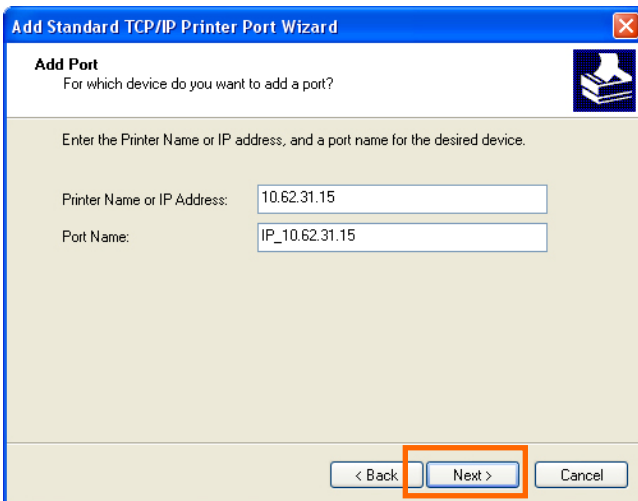 Add Standard TCP/IP Printer Port Wizard
Add Port
For which device do you want to add a port?
Enter the Printer Name or IP address, and a port name for the desired device.
Printer Name or IP Address: 10.62.31.15
Port Name: IP_10.62.31.15
< Back Next > Cancel